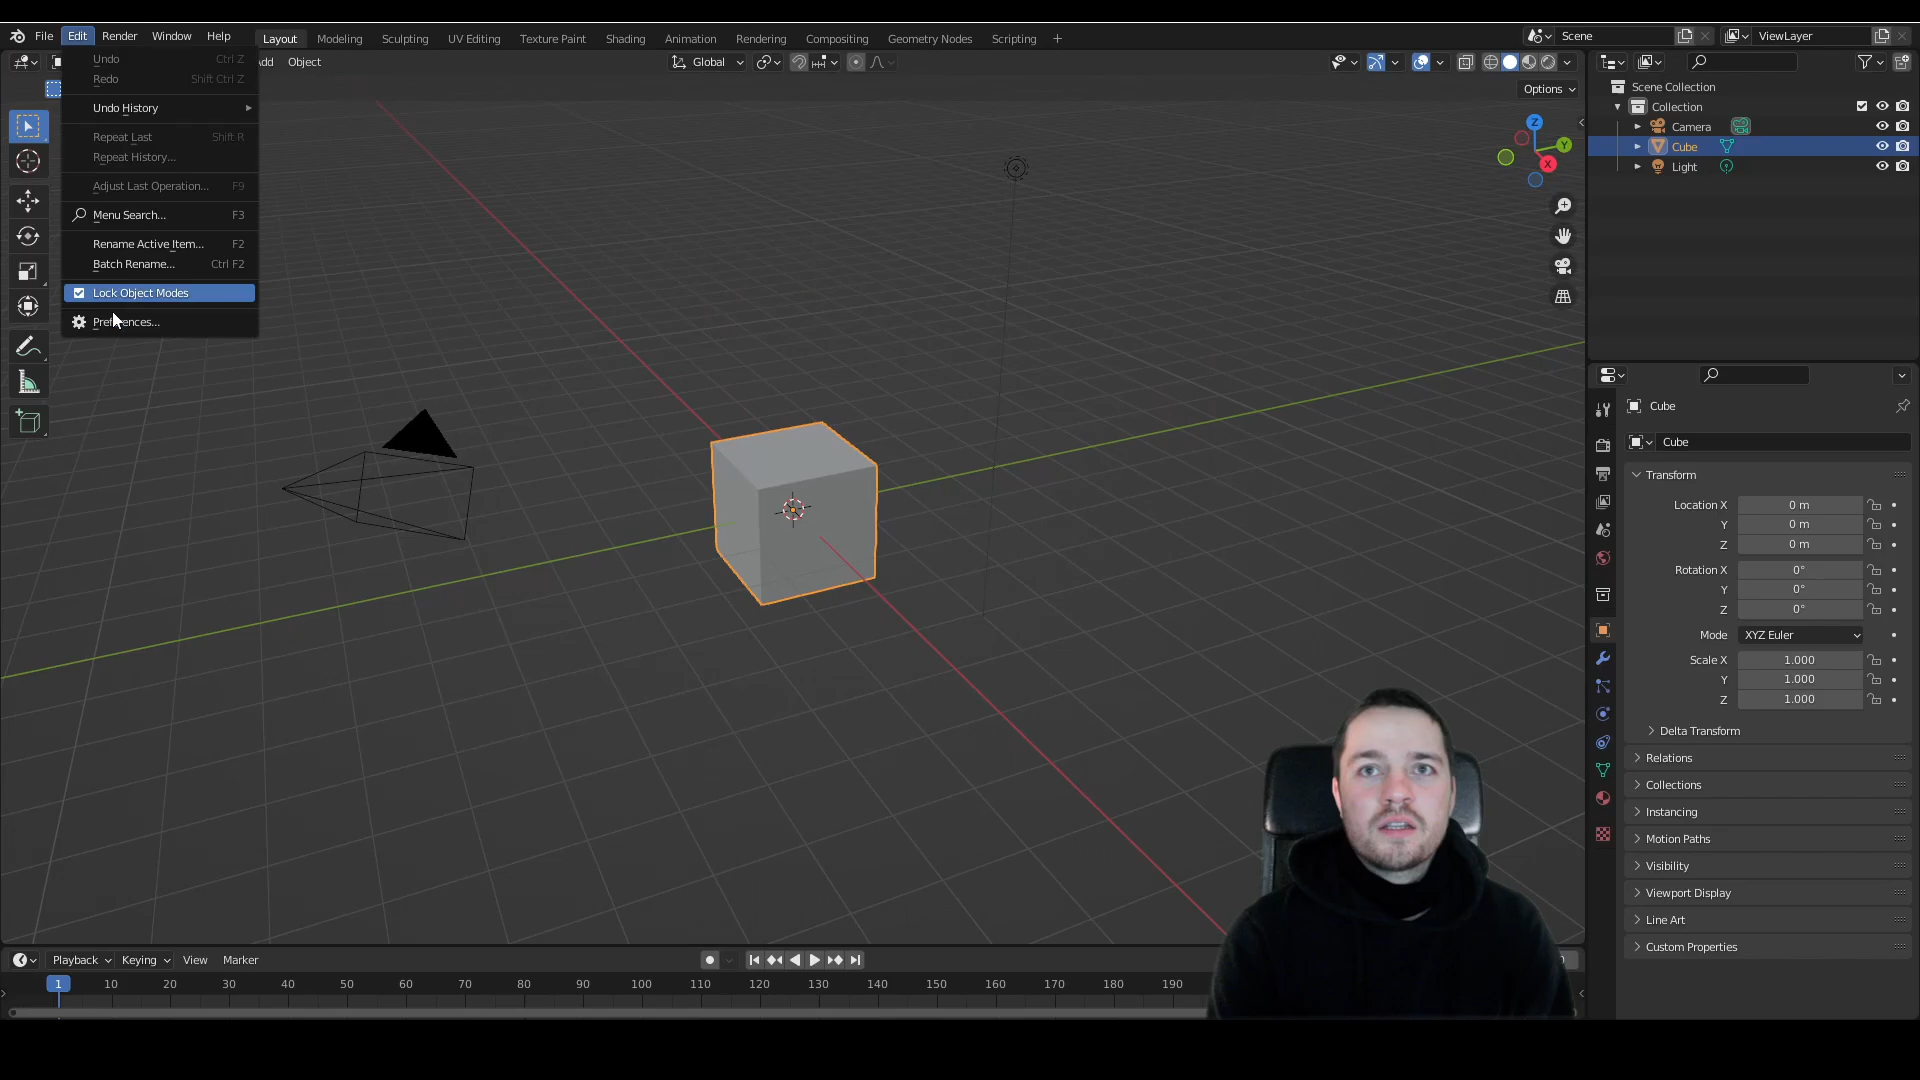 File Edit Render Window Help Layout Modeling Sculpting UV Editing Texture Paint Shading Animation Rendering Compositing Geometry Nodes Scripting + Scene ViewLayer
Undo Ctrl Z
Redo Shift Ctrl Z
Undo History
Repeat Last Shift R
Repeat History...
Adjust Last Operation... F9
Menu Search... F3
Rename Active Item... F2
Batch Rename... Ctrl F2
Lock Object Modes
Object Global
Options
Z
Y
X
Scene Collection
Collection
Camera
Cube
Light
Cube
Cube
Transform
Location X 0 m
Y 0 m
Z 0 m
Rotation X 0°
Y 0°
Z 0°
Mode XYZ Euler
Scale X 1.000
Y 1.000
Z 1.000
Delta Transform
Relations
Collections
Instancing
Motion Paths
Visibility
Viewport Display
Line Art
Custom Properties
Playback Keying View Marker
1 10 20 30 40 50 60 70 80 90 100 110 120 130 140 150 160 170 180 190